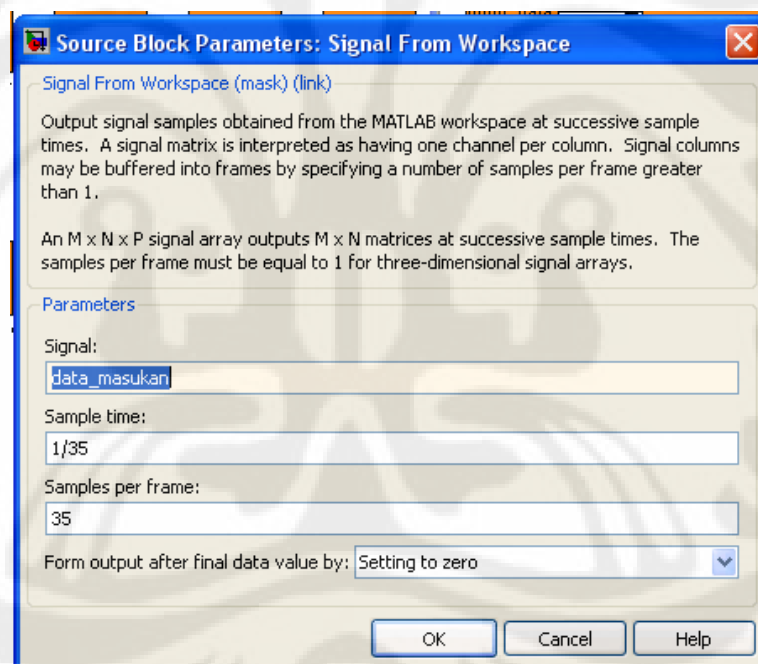 Source Block Parameters: Signal From Workspace
Signal From Workspace (mask) (link)
Output signal samples obtained from the MATLAB workspace at successive sample
times. A signal matrix is interpreted as having one channel per column. Signal columns
may be buffered into frames by specifying a number of samples per frame greater
than 1.
An M x N x P signal array outputs M x N matrices at successive sample times. The
samples per frame must be equal to 1 for three-dimensional signal arrays.
Parameters
Signal:
data_masukan
Sample time:
1/35
Samples per frame:
35
Form output after final data value by: Setting to zero
OK Cancel Help